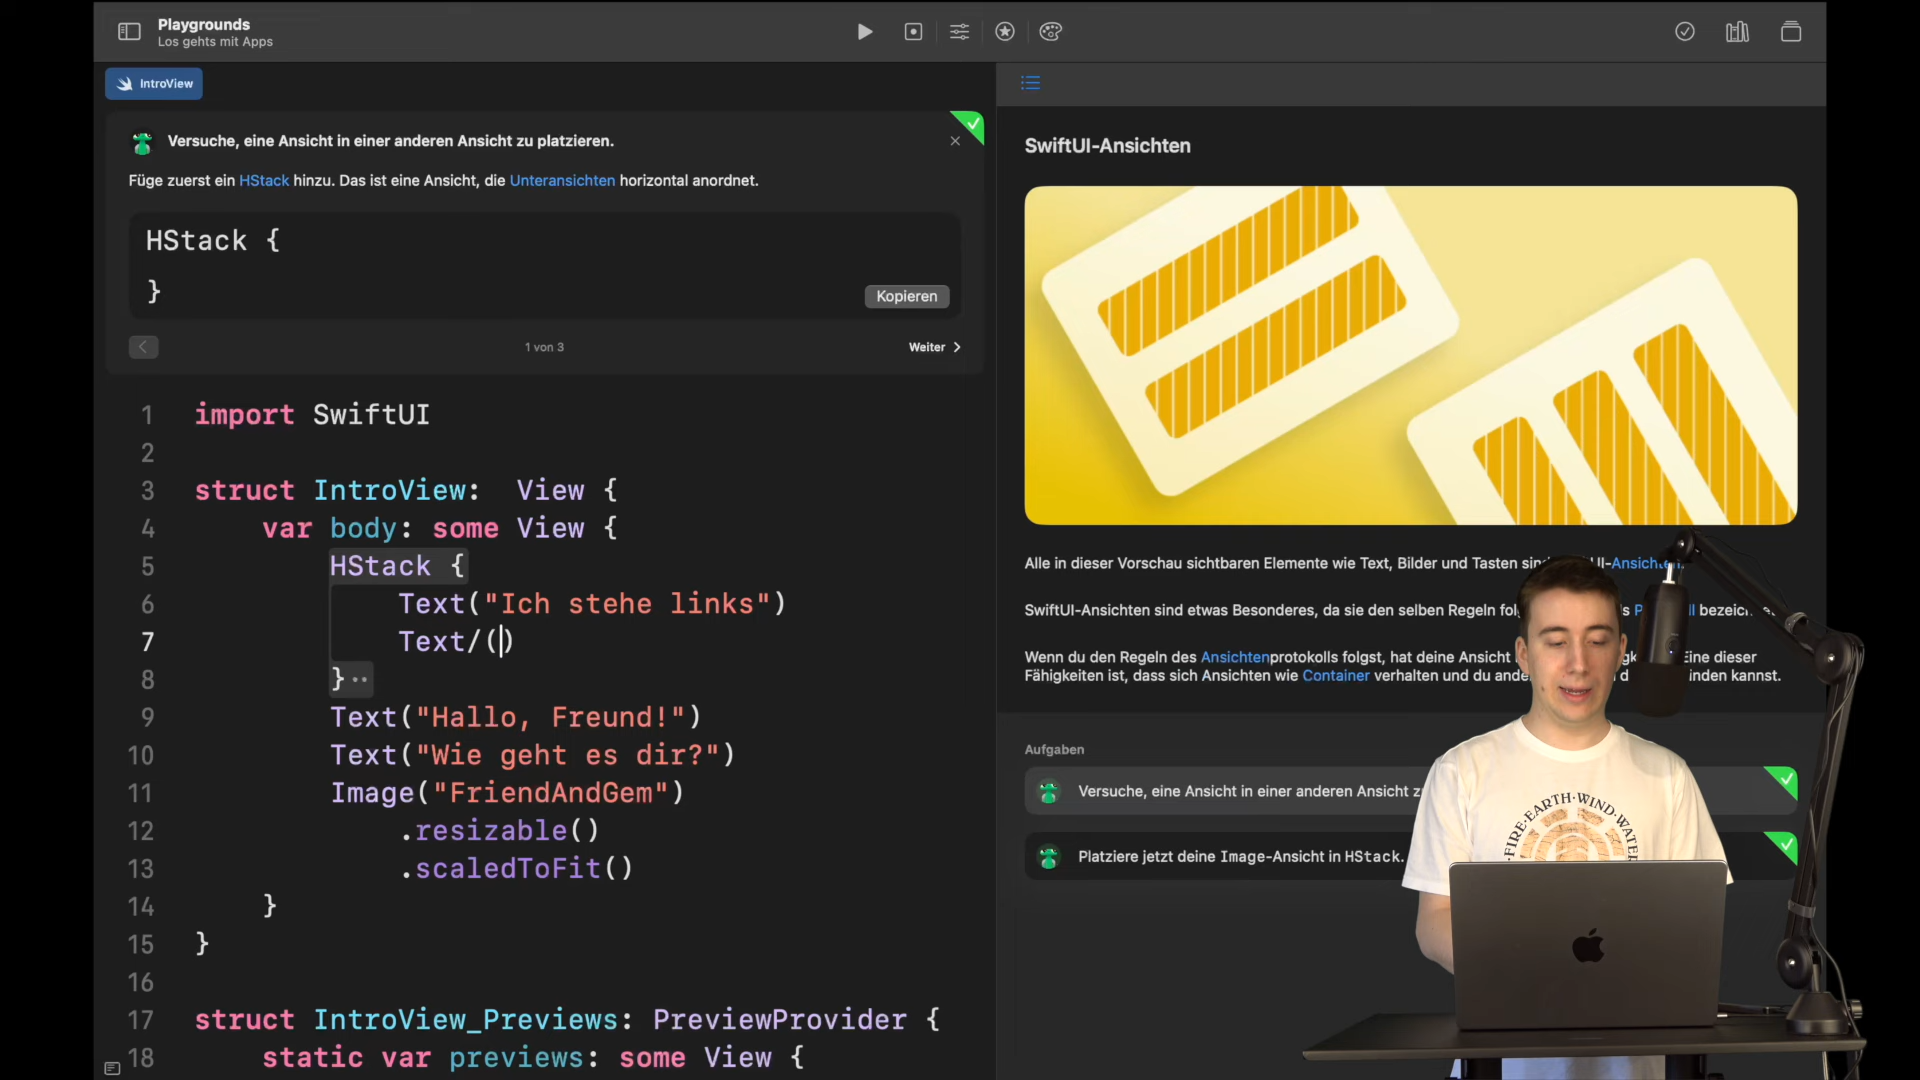 Playgrounds
Los gehts mit Apps
IntroView
Versuche, eine Ansicht in einer anderen Ansicht zu platzieren.
Füge zuerst ein HStack hinzu. Das ist eine Ansicht, die Unteransichten horizontal anordnet.
HStack {
}
Kopieren
1 von 3
Weiter
1 import SwiftUI
2
3 struct IntroView:  View {
4 var body: some View {
5 HStack {
6 Text("Ich stehe links")
7 Text/()
8 }
9 Text("Hallo, Freund!")
10 Text("Wie geht es dir?")
11 Image("FriendAndGem")
12 .resizable()
13 .scaledToFit()
14 }
15 }
16
17 struct IntroView_Previews: PreviewProvider {
18 static var previews: some View {
SwiftUI-Ansichten
Alle in dieser Vorschau sichtbaren Elemente wie Text, Bilder und Tasten sind UI-Ansichten.
SwiftUI-Ansichten sind etwas Besonderes, da sie den selben Regeln
Wenn du den Regeln des Ansichtenprotokolls folgst, hat deine Ansicht Eine dieser
Fähigkeiten ist, dass sich Ansichten wie Container verhalten und du kannst.
Aufgaben
Versuche, eine Ansicht in einer anderen Ansicht
Platziere jetzt deine Image-Ansicht in HStack.
FIRE·EARTH·WIND·WATER